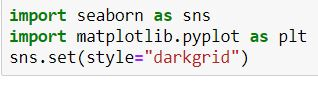 import seaborn as sns
import matplotlib.pyplot as plt
sns.set(style="darkgrid")